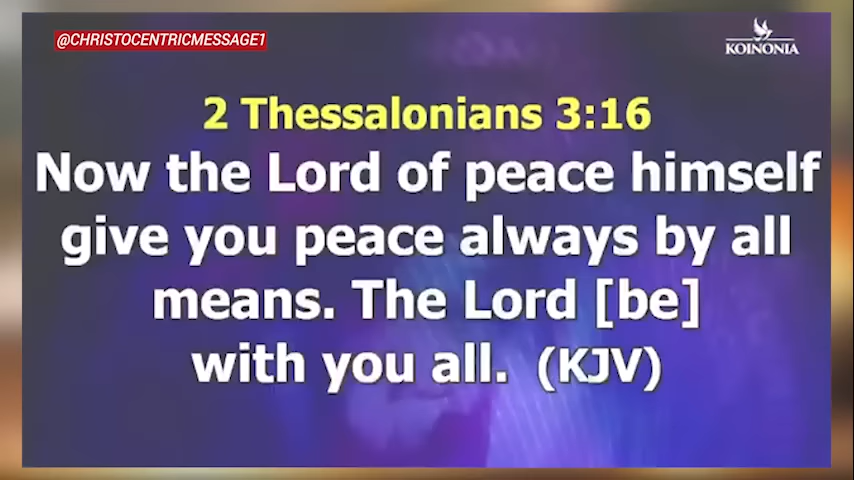 @CHRISTOCENTRICMESSAGE1
KOINONIA
2 Thessalonians 3:16
Now the Lord of peace himself
give you peace always by all
means. The Lord [be]
with you all. (KJV)